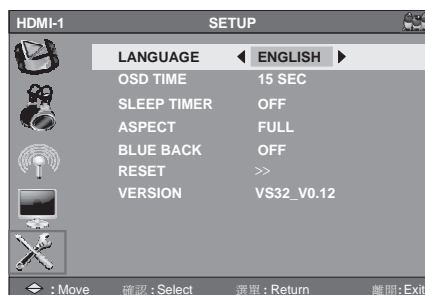 HDMI-1 SETUP
LANGUAGE ENGLISH
OSD TIME 15 SEC
SLEEP TIMER OFF
ASPECT FULL
BLUE BACK OFF
RESET >>
VERSION VS32_V0.12
: Move 確認 : Select 選單 : Return 離開 : Exit